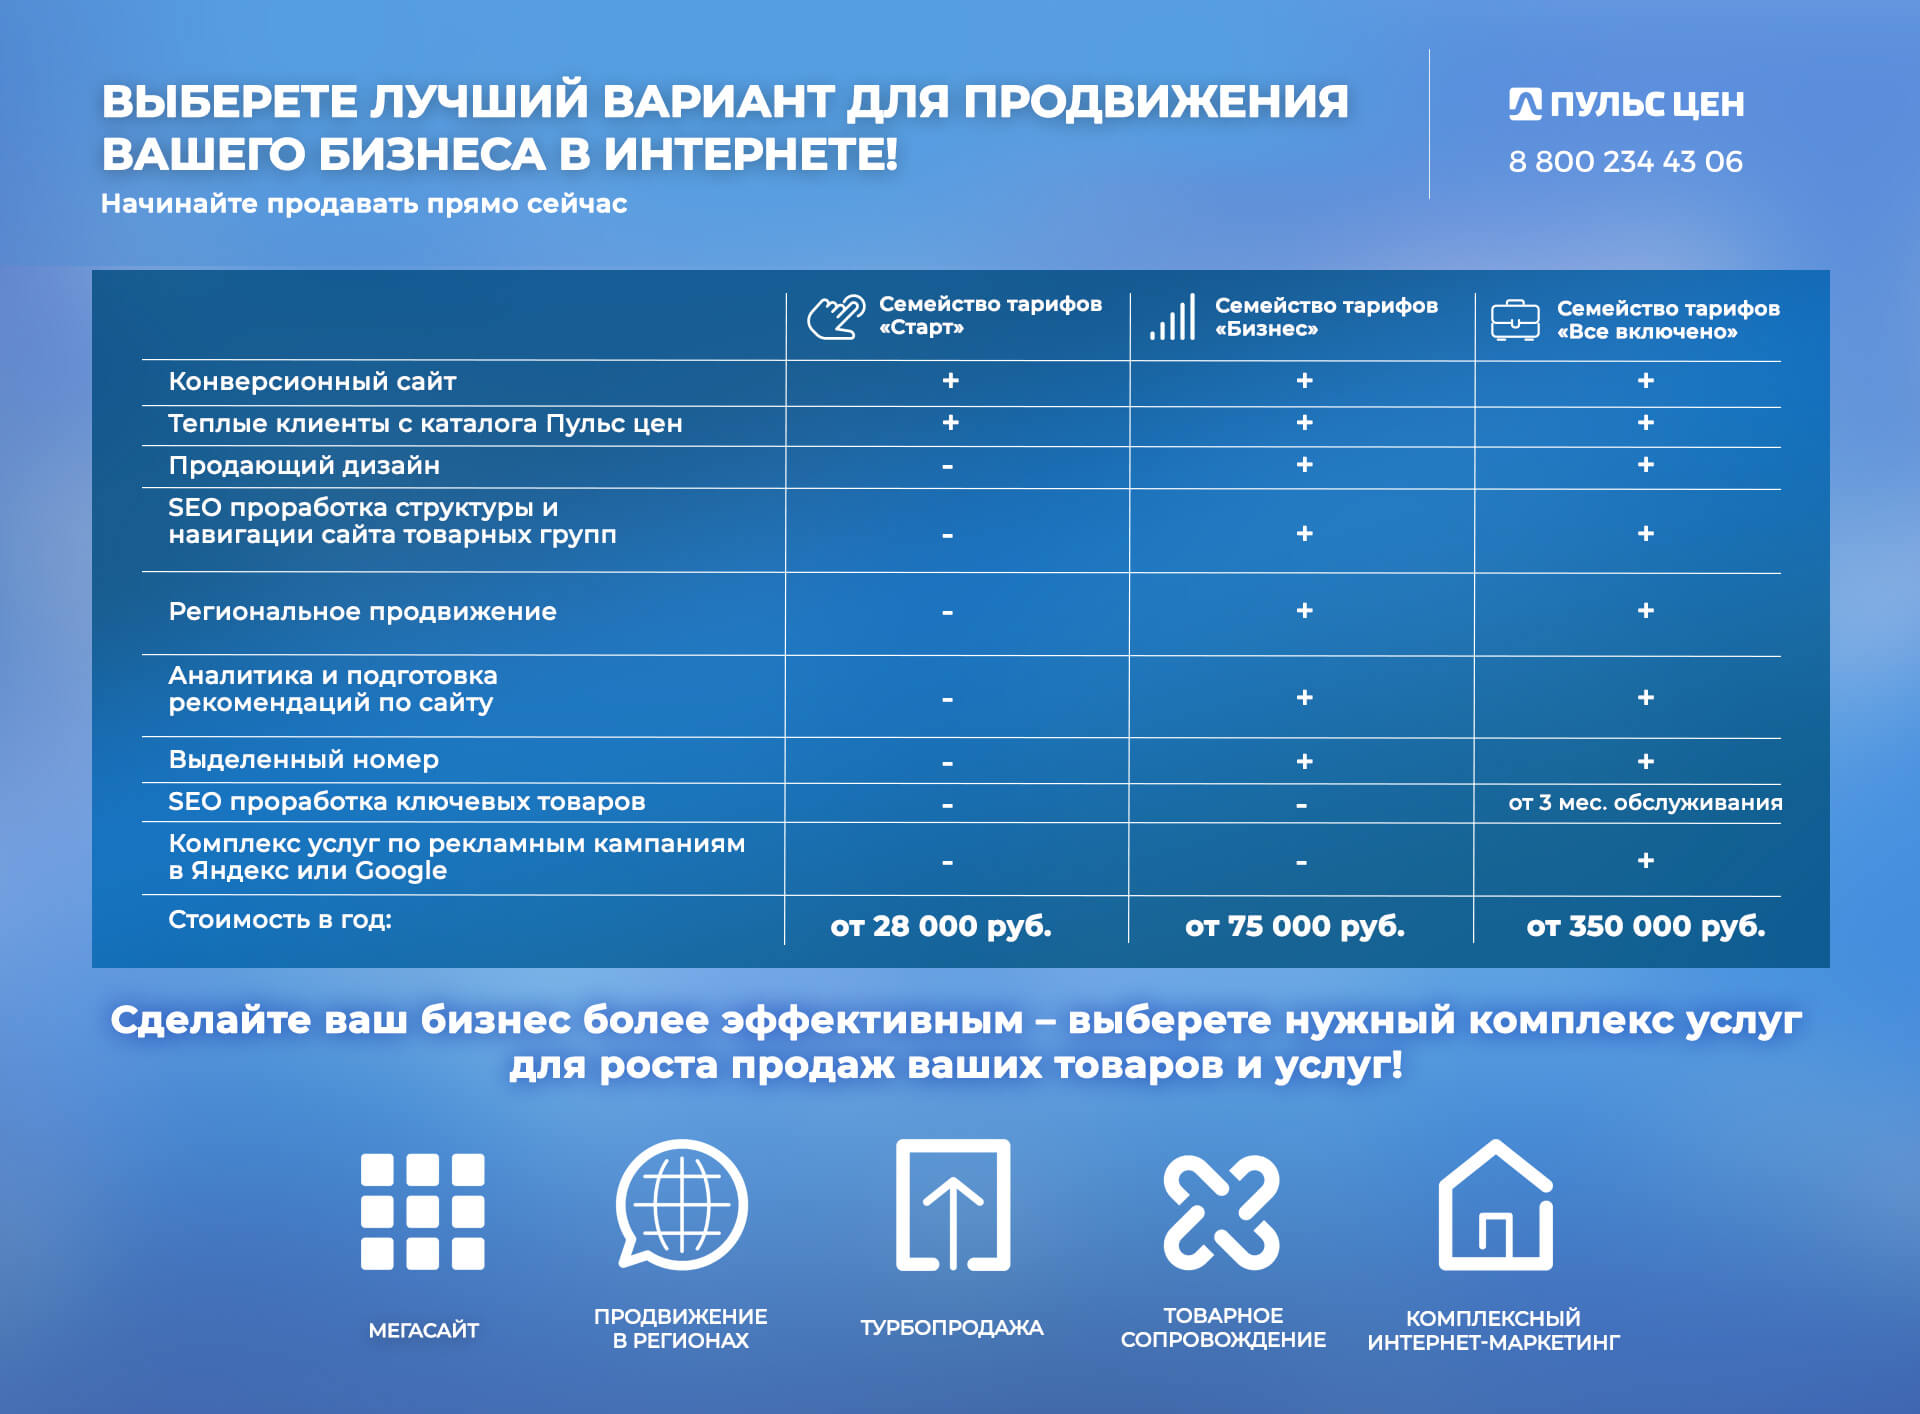 ВЫБЕРЕТЕ ЛУЧШИЙ ВАРИАНТ ДЛЯ ПРОДВИЖЕНИЯ
ВАШЕГО БИЗНЕСА В ИНТЕРНЕТЕ!
Начинайте продавать прямо сейчас
ПУЛЬС ЦЕН
8 800 234 43 06
Семейство тарифов
«Старт»
Семейство тарифов
«Бизнес»
Семейство тарифов
«Все включено»
Конверсионный сайт + + +
Теплые клиенты с каталога Пульс цен + + +
Продающий дизайн - + +
SEO проработка структуры и
навигации сайта товарных групп - + +
Региональное продвижение - + +
Аналитика и подготовка
рекомендаций по сайту - + +
Выделенный номер - + +
SEO проработка ключевых товаров - - от 3 мес. обслуживания
Комплекс услуг по рекламным кампаниям
в Яндекс или Google - - +
Стоимость в год: от 28 000 руб. от 75 000 руб. от 350 000 руб.
Сделайте ваш бизнес более эффективным – выберете нужный комплекс услуг
для роста продаж ваших товаров и услуг!
МЕГАСАЙТ
ПРОДВИЖЕНИЕ
В РЕГИОНАХ
ТУРБОПРОДАЖА
ТОВАРНОЕ
СОПРОВОЖДЕНИЕ
КОМПЛЕКСНЫЙ
ИНТЕРНЕТ-МАРКЕТИНГ